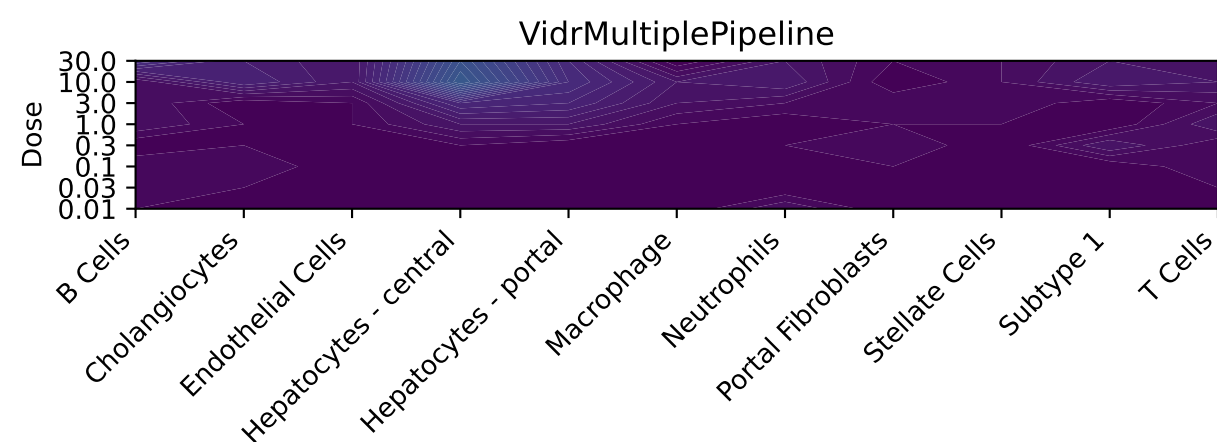 VidrMultiplePipeline
Dose
30.0
10.0
3.0
1.0
0.3
0.1
0.03
0.01
B Cells
Cholangiocytes
Endothelial Cells
Hepatocytes - central
Hepatocytes - portal
Macrophage
Neutrophils
Portal Fibroblasts
Stellate Cells
Subtype 1
T Cells